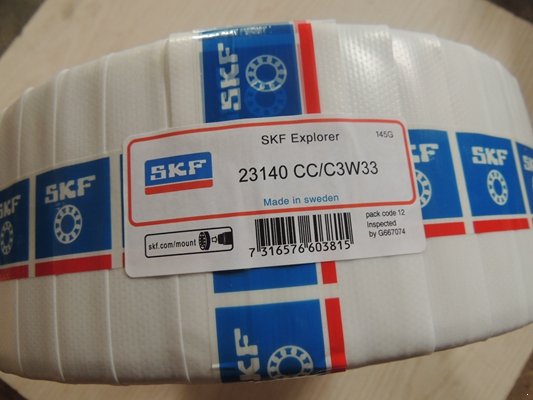 SKF
SKF Explorer
145G
SKF
SKF
SKF
23140 CC/C3W33
Made in sweden
skf.com/mount
7 316576 603815
pack code 12
Inspected
by G667074
SKF
SKF
SKF
SKF